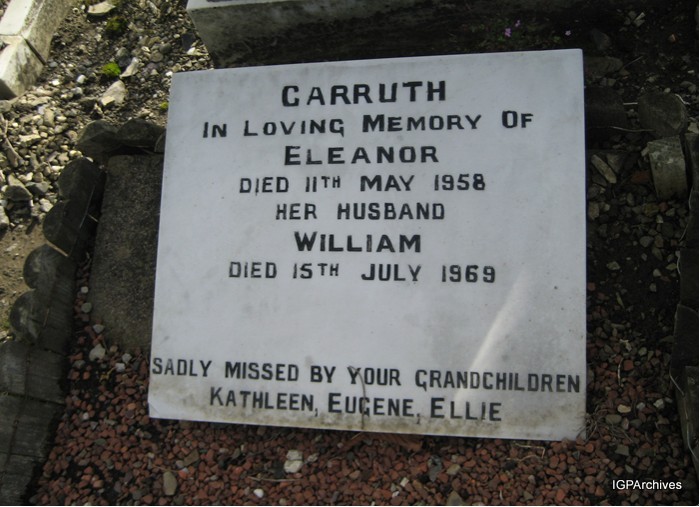 CARRUTH
IN LOVING MEMORY OF
ELEANOR
DIED 11TH MAY 1958
HER HUSBAND
WILLIAM
DIED 15TH JULY 1969
SADLY MISSED BY YOUR GRANDCHILDREN
KATHLEEN, EUGENE, ELLIE
IGPArchives